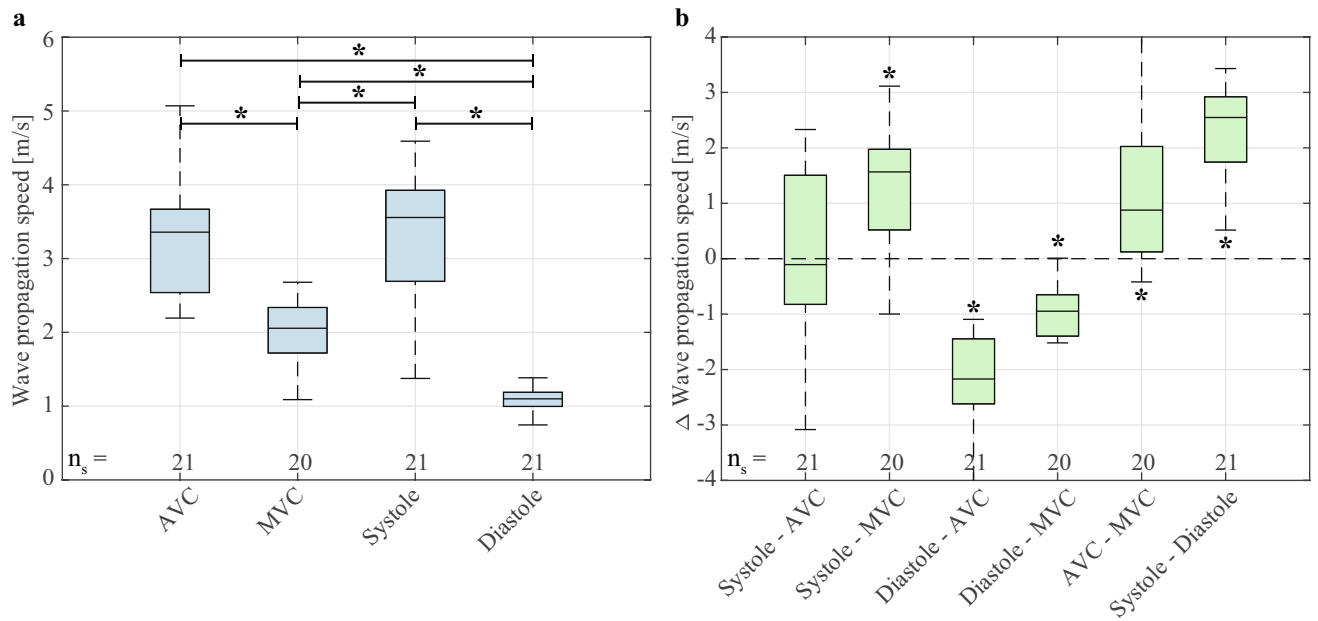 a
Wave propagation speed [m/s]
6
5
4
3
2
1
0
*
*
*
*
*
n_s = 21 20 21 21
AVC MVC Systole Diastole
b
Δ Wave propagation speed [m/s]
4
3
2
1
0
-1
-2
-3
-4
*
*
*
*
*
n_s = 21 20 21 20 20 21
Systole - AVC
Systole - MVC
Diastole - AVC
Diastole - MVC
AVC - MVC
Systole - Diastole